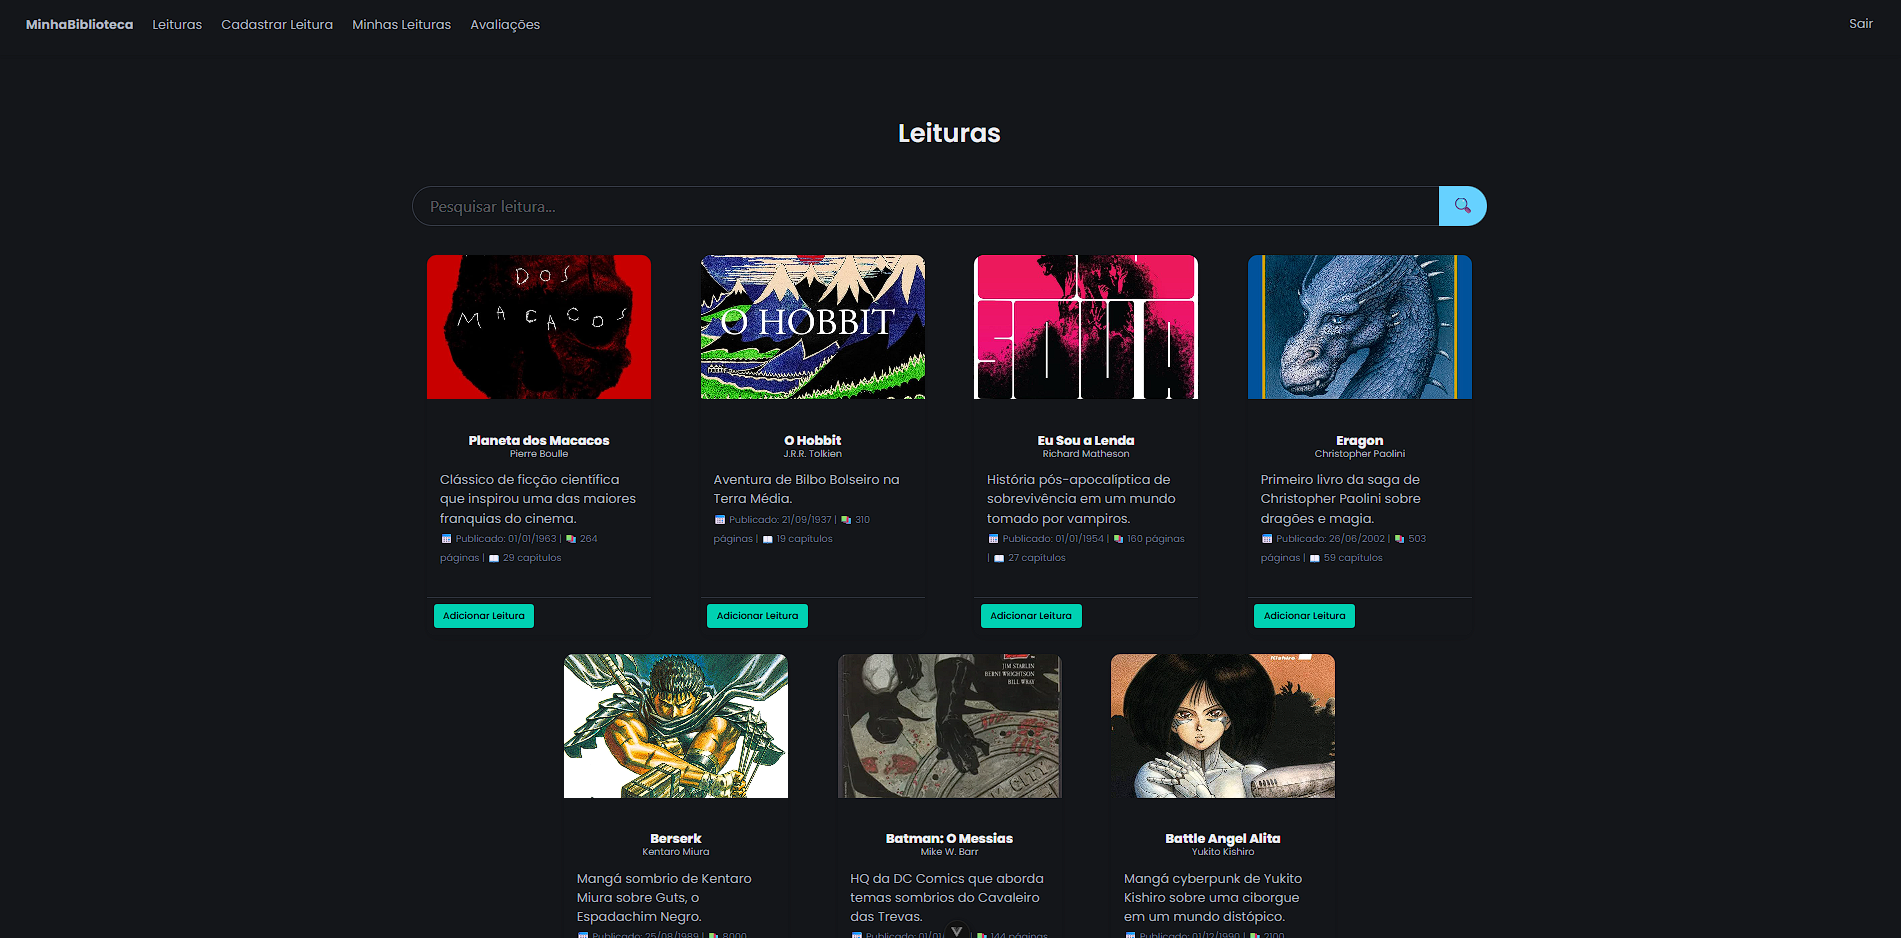 MinhaBiblioteca Leituras Cadastrar Leitura Minhas Leituras Avaliações Sair
Leituras
Pesquisar leitura...
DOS
MACACOS
O HOBBIT
Planeta dos Macacos
Pierre Boulle
Clássico de ficção científica
que inspirou uma das maiores
franquias do cinema.
Publicado: 01/01/1963 | 264
páginas | 29 capítulos
Adicionar Leitura
O Hobbit
J.R.R. Tolkien
Aventura de Bilbo Bolseiro na
Terra Média.
Publicado: 21/09/1937 | 310
páginas | 19 capítulos
Adicionar Leitura
Eu Sou a Lenda
Richard Matheson
História pós-apocalíptica de
sobrevivência em um mundo
tomado por vampiros.
Publicado: 01/01/1954 | 160 páginas
| 27 capítulos
Adicionar Leitura
Eragon
Christopher Paolini
Primeiro livro da saga de
Christopher Paolini sobre
dragões e magia.
Publicado: 26/06/2002 | 503
páginas | 59 capítulos
Adicionar Leitura
JIM STARLIN
BERNI WRIGHTSON
BILL WRAY
CITY
Berserk
Kentaro Miura
Mangá sombrio de Kentaro
Miura sobre Guts, o
Espadachim Negro.
Publicado: 25/08/1989 | 8000
Batman: O Messias
Mike W. Barr
HQ da DC Comics que aborda
temas sombrios do Cavaleiro
das Trevas.
Publicado: 01/01/ | 144 páginas
Battle Angel Alita
Yukito Kishiro
Mangá cyberpunk de Yukito
Kishiro sobre uma ciborgue
em um mundo distópico.
Publicado: 01/12/1990 | 2100